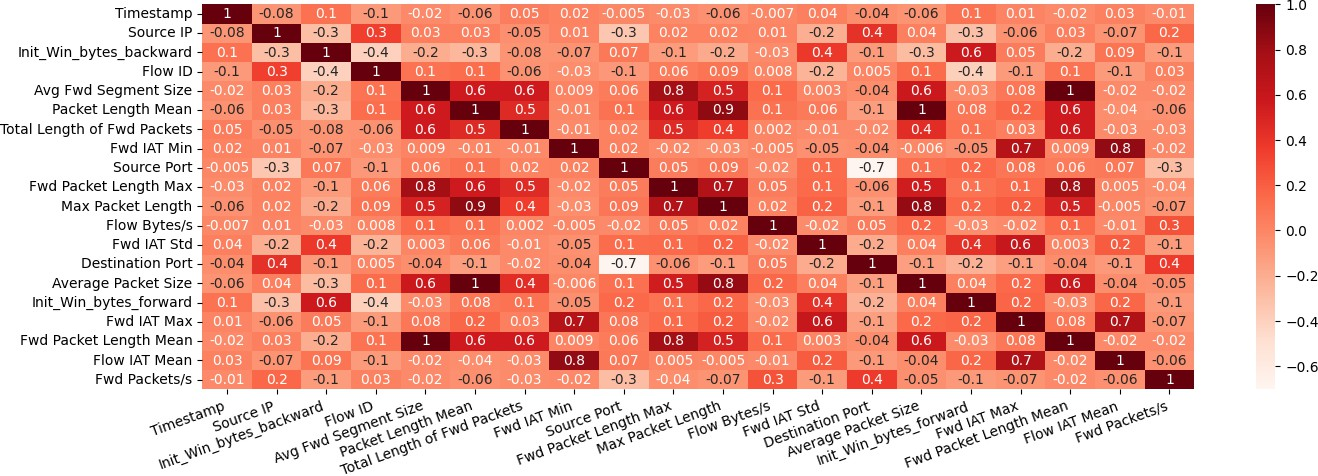 Timestamp 1 -0.08 0.1 -0.1 -0.02 -0.06 0.05 0.02 -0.005 -0.03 -0.06 -0.007 0.04 -0.04 -0.06 0.1 0.01 -0.02 0.03 -0.01
Source IP -0.08 1 -0.3 0.3 0.03 0.03 -0.05 0.01 -0.3 0.02 0.02 0.01 -0.2 0.4 0.04 -0.3 -0.06 0.03 -0.07 0.2
Init_Win_bytes_backward 0.1 -0.3 1 -0.4 -0.2 -0.3 -0.08 -0.07 0.07 -0.1 -0.2 -0.03 0.4 -0.1 -0.3 0.6 0.05 -0.2 0.09 -0.1
Flow ID -0.1 0.3 -0.4 1 0.1 0.1 -0.06 -0.03 -0.1 0.06 0.09 0.008 -0.2 0.005 0.1 -0.4 -0.1 0.1 -0.1 0.03
Avg Fwd Segment Size -0.02 0.03 -0.2 0.1 1 0.6 0.6 0.009 0.06 0.8 0.5 0.1 0.003 -0.04 0.6 -0.03 0.08 1 -0.02 -0.02
Packet Length Mean -0.06 0.03 -0.3 0.1 0.6 1 0.5 -0.01 0.1 0.6 0.9 0.1 0.06 -0.1 1 0.08 0.2 0.6 -0.04 -0.06
Total Length of Fwd Packets 0.05 -0.05 -0.08 -0.06 0.6 0.5 1 -0.01 0.02 0.5 0.4 0.002 -0.01 -0.02 0.4 0.1 0.03 0.6 -0.03 -0.03
Fwd IAT Min 0.02 0.01 -0.07 -0.03 0.009 -0.01 -0.01 1 0.02 -0.02 -0.03 -0.005 -0.05 -0.04 -0.006 -0.05 0.7 0.009 0.8 -0.02
Source Port -0.005 -0.3 0.07 -0.1 0.06 0.1 0.02 0.02 1 0.05 0.09 -0.02 0.1 -0.7 0.1 0.2 0.08 0.06 0.07 -0.3
Fwd Packet Length Max -0.03 0.02 -0.1 0.06 0.8 0.6 0.5 -0.02 0.05 1 0.7 0.05 0.1 -0.06 0.5 0.1 0.1 0.8 0.005 -0.04
Max Packet Length -0.06 0.02 -0.2 0.09 0.5 0.9 0.4 -0.03 0.09 0.7 1 0.02 0.2 -0.1 0.8 0.2 0.2 0.5 -0.005 -0.07
Flow Bytes/s -0.007 0.01 -0.03 0.008 0.1 0.1 0.002 -0.005 -0.02 0.05 0.02 1 -0.02 0.05 0.2 -0.03 -0.02 0.1 -0.01 0.3
Fwd IAT Std 0.04 -0.2 0.4 -0.2 0.003 0.06 -0.01 -0.05 0.1 0.1 0.2 -0.02 1 -0.2 0.04 0.4 0.6 0.003 0.2 -0.1
Destination Port -0.04 0.4 -0.1 0.005 -0.04 -0.1 -0.02 -0.04 -0.7 -0.06 -0.1 0.05 -0.2 1 -0.1 -0.2 -0.1 -0.04 -0.1 0.4
Average Packet Size -0.06 0.04 -0.3 0.1 0.6 1 0.4 -0.006 0.1 0.5 0.8 0.2 0.04 -0.1 1 0.04 0.2 0.6 -0.04 -0.05
Init_Win_bytes_forward 0.1 -0.3 0.6 -0.4 -0.03 0.08 0.1 -0.05 0.2 0.1 0.2 -0.03 0.4 -0.2 0.04 1 0.2 -0.03 0.2 -0.1
Fwd IAT Max 0.01 -0.06 0.05 -0.1 0.08 0.2 0.03 0.7 0.08 0.1 0.2 -0.02 0.6 -0.1 0.2 0.2 1 0.08 0.7 -0.07
Fwd Packet Length Mean -0.02 0.03 -0.2 0.1 1 0.6 0.6 0.009 0.06 0.8 0.5 0.1 0.003 -0.04 0.6 -0.03 0.08 1 -0.02 -0.02
Flow IAT Mean 0.03 -0.07 0.09 -0.1 -0.02 -0.04 -0.03 0.8 0.07 0.005 -0.005 -0.01 0.2 -0.1 -0.04 0.2 0.7 -0.02 1 -0.06
Fwd Packets/s -0.01 0.2 -0.1 0.03 -0.02 -0.06 -0.03 -0.02 -0.3 -0.04 -0.07 0.3 -0.1 0.4 -0.05 -0.1 -0.07 -0.02 -0.06 1
Timestamp
Source IP
Init_Win_bytes_backward
Flow ID
Avg Fwd Segment Size
Packet Length Mean
Total Length of Fwd Packets
Fwd IAT Min
Source Port
Fwd Packet Length Max
Max Packet Length
Flow Bytes/s
Fwd IAT Std
Destination Port
Average Packet Size
Init_Win_bytes_forward
Fwd IAT Max
Fwd Packet Length Mean
Flow IAT Mean
Fwd Packets/s
1.0
0.8
0.6
0.4
0.2
0.0
−0.2
−0.4
−0.6